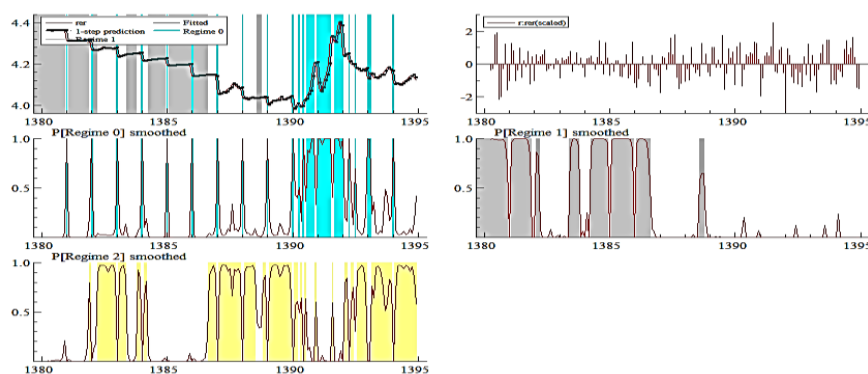 rer Fitted
1-step prediction Regime 0
Regime 1
4.4
4.2
4.0
1380 1385 1390 1395
r:rer(scaled)
2
0
-2
1380 1385 1390 1395
P[Regime 0] smoothed
1.0
0.5
1380 1385 1390 1395
P[Regime 1] smoothed
1.0
0.5
1380 1385 1390 1395
P[Regime 2] smoothed
1.0
0.5
1380 1385 1390 1395